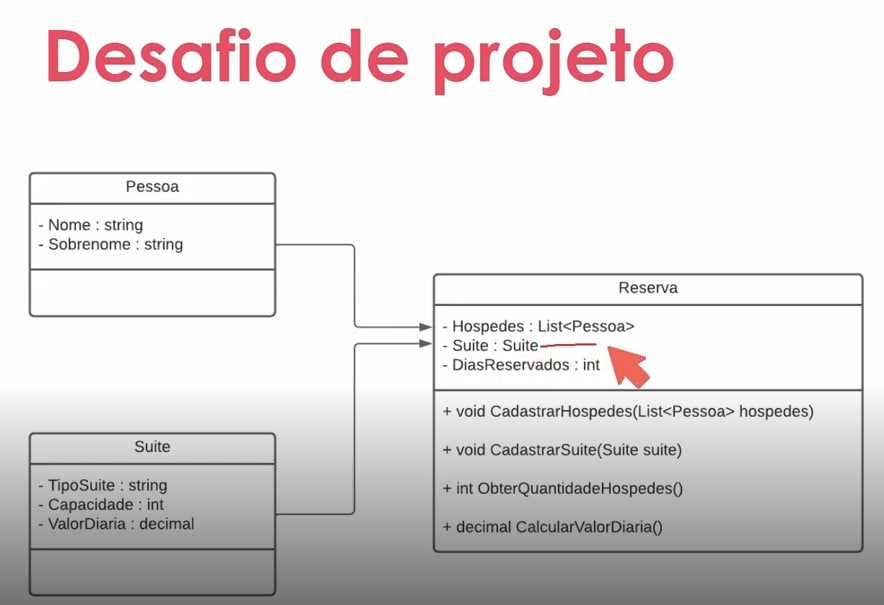 Desafio de projeto
Pessoa
- Nome : string
- Sobrenome : string
Suite
- TipoSuite : string
- Capacidade : int
- ValorDiaria : decimal
Reserva
- Hospedes : List<Pessoa>
- Suite : Suite
- DiasReservados : int
+ void CadastrarHospedes(List<Pessoa> hospedes)
+ void CadastrarSuite(Suite suite)
+ int ObterQuantidadeHospedes()
+ decimal CalcularValorDiaria()